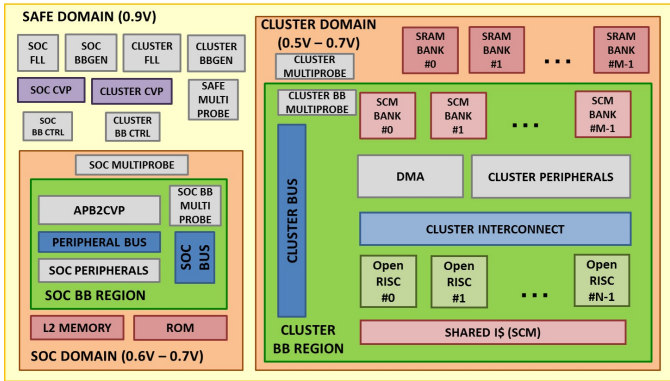 SAFE DOMAIN (0.9V)
SOC
FLL
SOC
BBGEN
CLUSTER
FLL
CLUSTER
BBGEN
SOC CVP
CLUSTER CVP
SAFE
MULTI
PROBE
SOC
BB CTRL
CLUSTER
BB CTRL
SOC MULTIPROBE
APB2CVP
SOC BB
MULTI
PROBE
PERIPHERAL BUS
SOC
BUS
SOC PERIPHERALS
SOC BB REGION
L2 MEMORY
ROM
SOC DOMAIN (0.6V – 0.7V)
CLUSTER DOMAIN
(0.5V – 0.7V)
CLUSTER
MULTIPROBE
SRAM
BANK
#0
SRAM
BANK
#1
...
SRAM
BANK
#M-1
CLUSTER BB
MULTIPROBE
SCM
BANK
#0
SCM
BANK
#1
...
SCM
BANK
#M-1
CLUSTER BUS
DMA
CLUSTER PERIPHERALS
CLUSTER INTERCONNECT
Open
RISC
#0
Open
RISC
#1
...
Open
RISC
#N-1
SHARED I$ (SCM)
CLUSTER
BB REGION